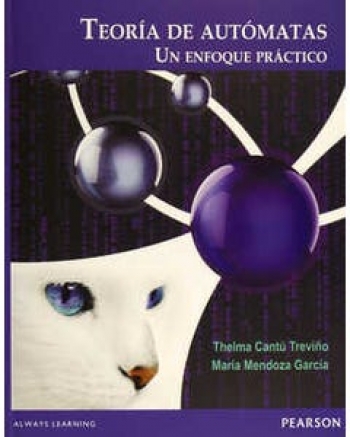 TEORÍA DE AUTÓMATAS
UN ENFOQUE PRÁCTICO
Thelma Cantú Treviño
María Mendoza García
ALWAYS LEARNING
PEARSON